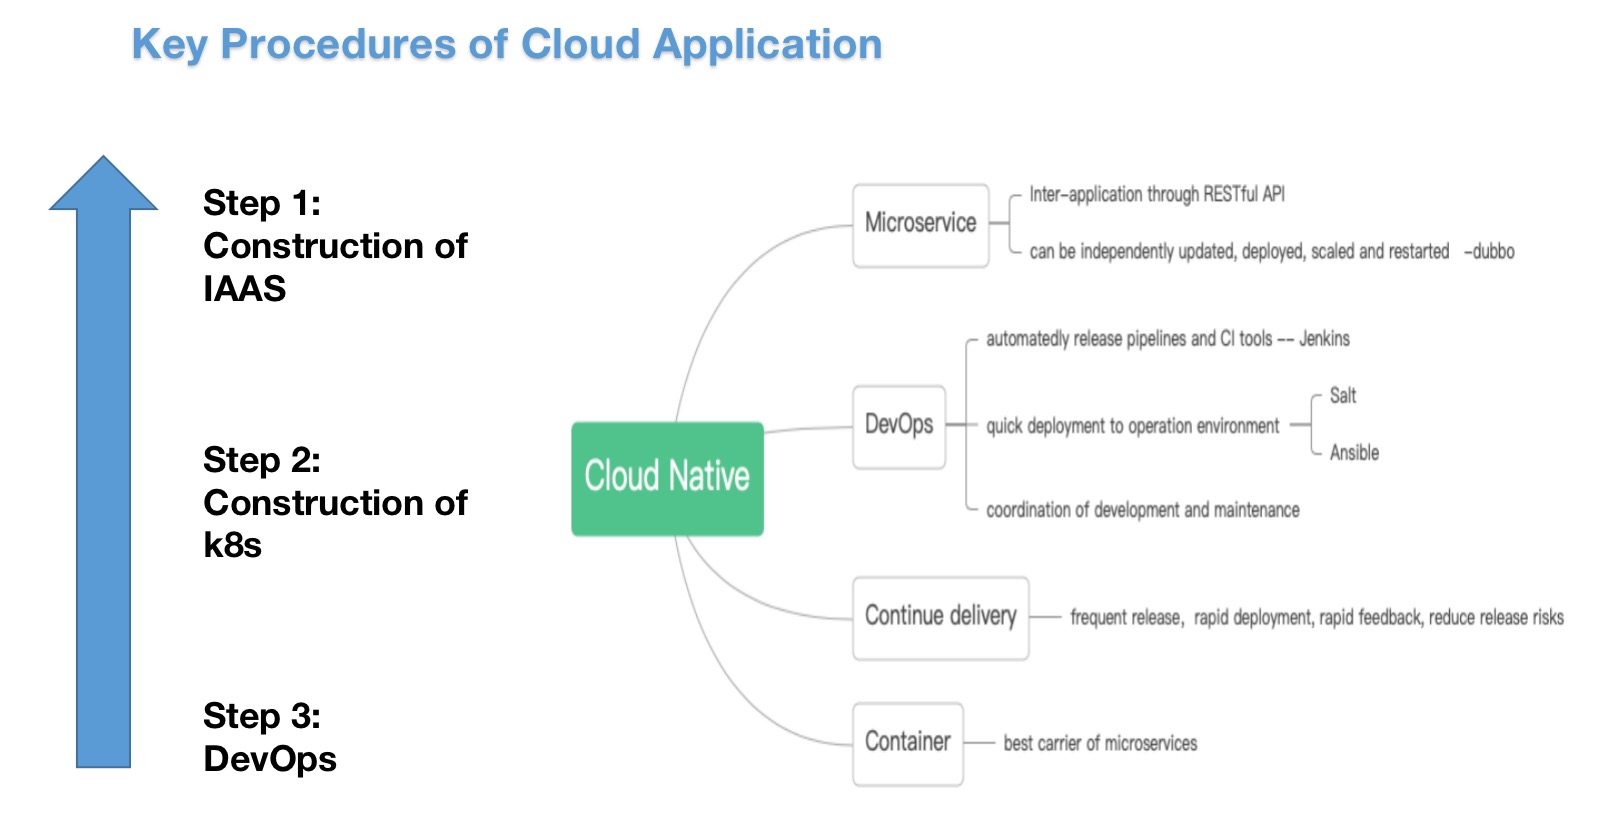 Key Procedures of Cloud Application
Step 1:
Construction of
IAAS
Step 2:
Construction of
k8s
Step 3:
DevOps
Cloud Native
Microservice
Inter-application through RESTful API
can be independently updated, deployed, scaled and restarted -dubbo
DevOps
automatedly release pipelines and CI tools -- Jenkins
quick deployment to operation environment
Salt
Ansible
coordination of development and maintenance
Continue delivery
frequent release, rapid deployment, rapid feedback, reduce release risks
Container
best carrier of microservices